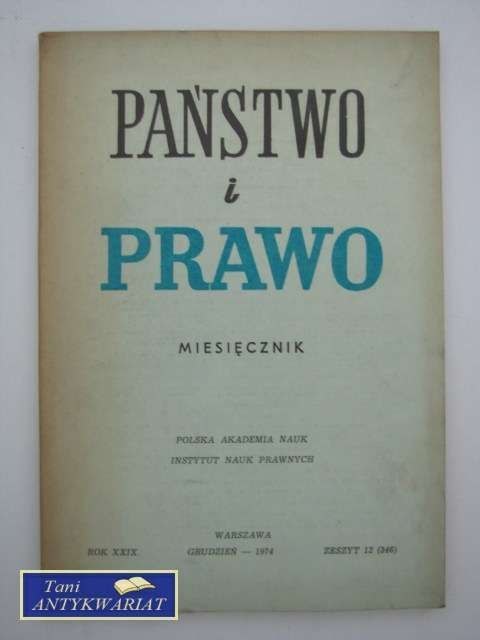 PAŃSTWO
i
PRAWO
MIESIĘCZNIK
POLSKA AKADEMIA NAUK
INSTYTUT NAUK PRAWNYCH
WARSZAWA
ROK XXIX. GRUDZIEŃ — 1974 ZESZYT 12 (346)
Tani
ANTYKWARIAT